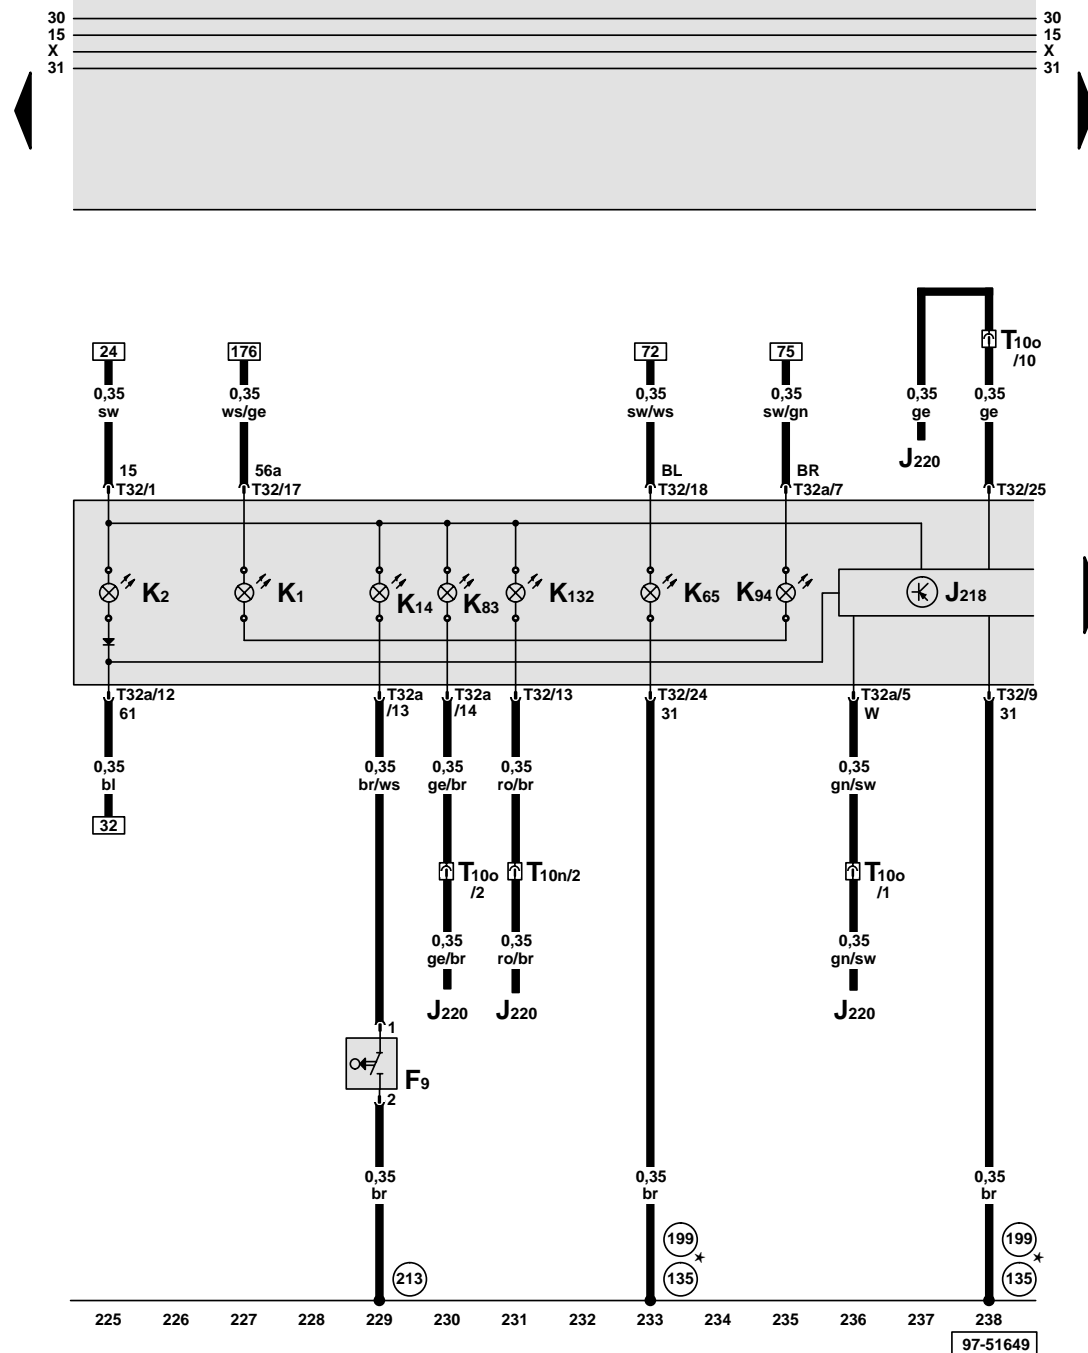 30 30
15 15
X X
31 31
24 176 72 75 T10o
/10
0,35 0,35 0,35 0,35 0,35 0,35
sw ws/ge sw/ws sw/gn ge ge
J220
15 56a BL BR
T32/1 T32/17 T32/18 T32a/7 T32/25
K2 K1 K14 K83 K132 K65 K94 J218
T32a/12 T32a T32a T32/13 T32/24 T32a/5 T32/9
61 /13 /14 31 W 31
0,35 0,35 0,35 0,35 0,35
bl br/ws ge/br ro/br gn/sw
32
T10o T10n/2 T10o
/2 /1
0,35 0,35 0,35
ge/br ro/br gn/sw
J220 J220 J220
1
F9
2
0,35 0,35 0,35
br br br
199 199
213 135 135
225 226 227 228 229 230 231 232 233 234 235 236 237 238
97-51649